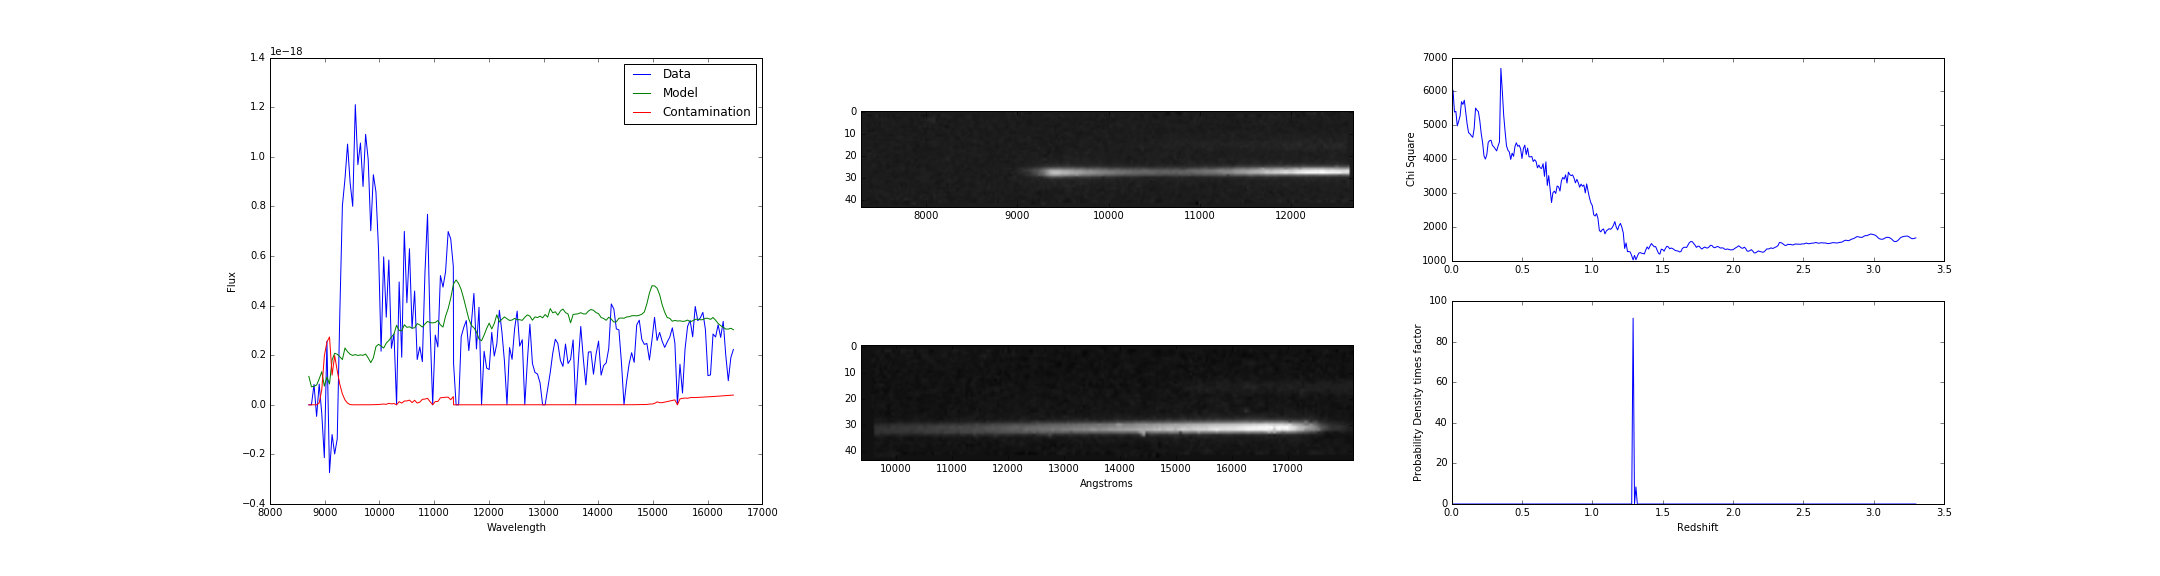 1e−18
1.4
1.2
1.0
0.8
0.6
0.4
0.2
0.0
−0.2
−0.4
Flux
Data
Model
Contamination
8000 9000 10000 11000 12000 13000 14000 15000 16000 17000
Wavelength
0
10
20
30
40
8000 9000 10000 11000 12000
0
10
20
30
40
10000 11000 12000 13000 14000 15000 16000 17000
Angstroms
7000
6000
5000
4000
3000
2000
1000
Chi Square
0.0 0.5 1.0 1.5 2.0 2.5 3.0 3.5
100
80
60
40
20
0
Probability Density times factor
0.0 0.5 1.0 1.5 2.0 2.5 3.0 3.5
Redshift